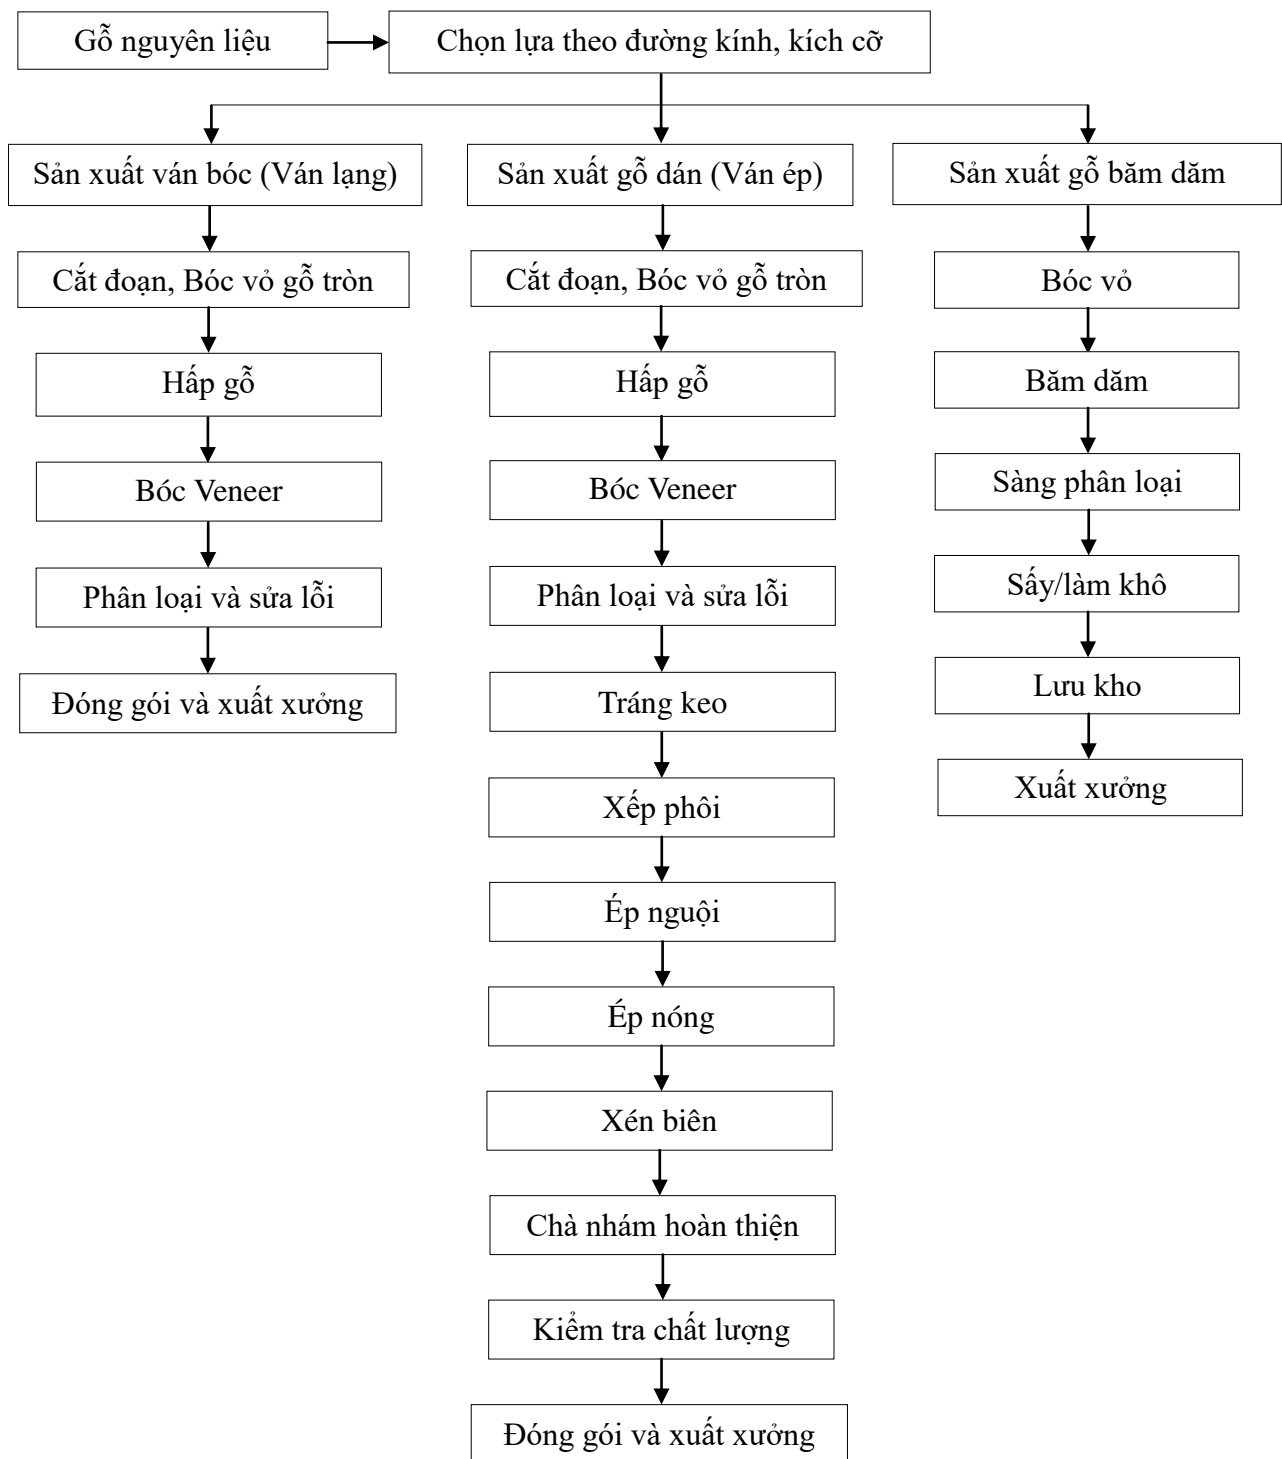 Gỗ nguyên liệu
Chọn lựa theo đường kính, kích cỡ
Sản xuất ván bóc (Ván lạng)
Cắt đoạn, Bóc vỏ gỗ tròn
Hấp gỗ
Bóc Veneer
Phân loại và sửa lỗi
Đóng gói và xuất xưởng
Sản xuất gỗ dán (Ván ép)
Cắt đoạn, Bóc vỏ gỗ tròn
Hấp gỗ
Bóc Veneer
Phân loại và sửa lỗi
Tráng keo
Xếp phôi
Ép nguội
Ép nóng
Xén biên
Chà nhám hoàn thiện
Kiểm tra chất lượng
Đóng gói và xuất xưởng
Sản xuất gỗ băm dăm
Bóc vỏ
Băm dăm
Sàng phân loại
Sấy/làm khô
Lưu kho
Xuất xưởng